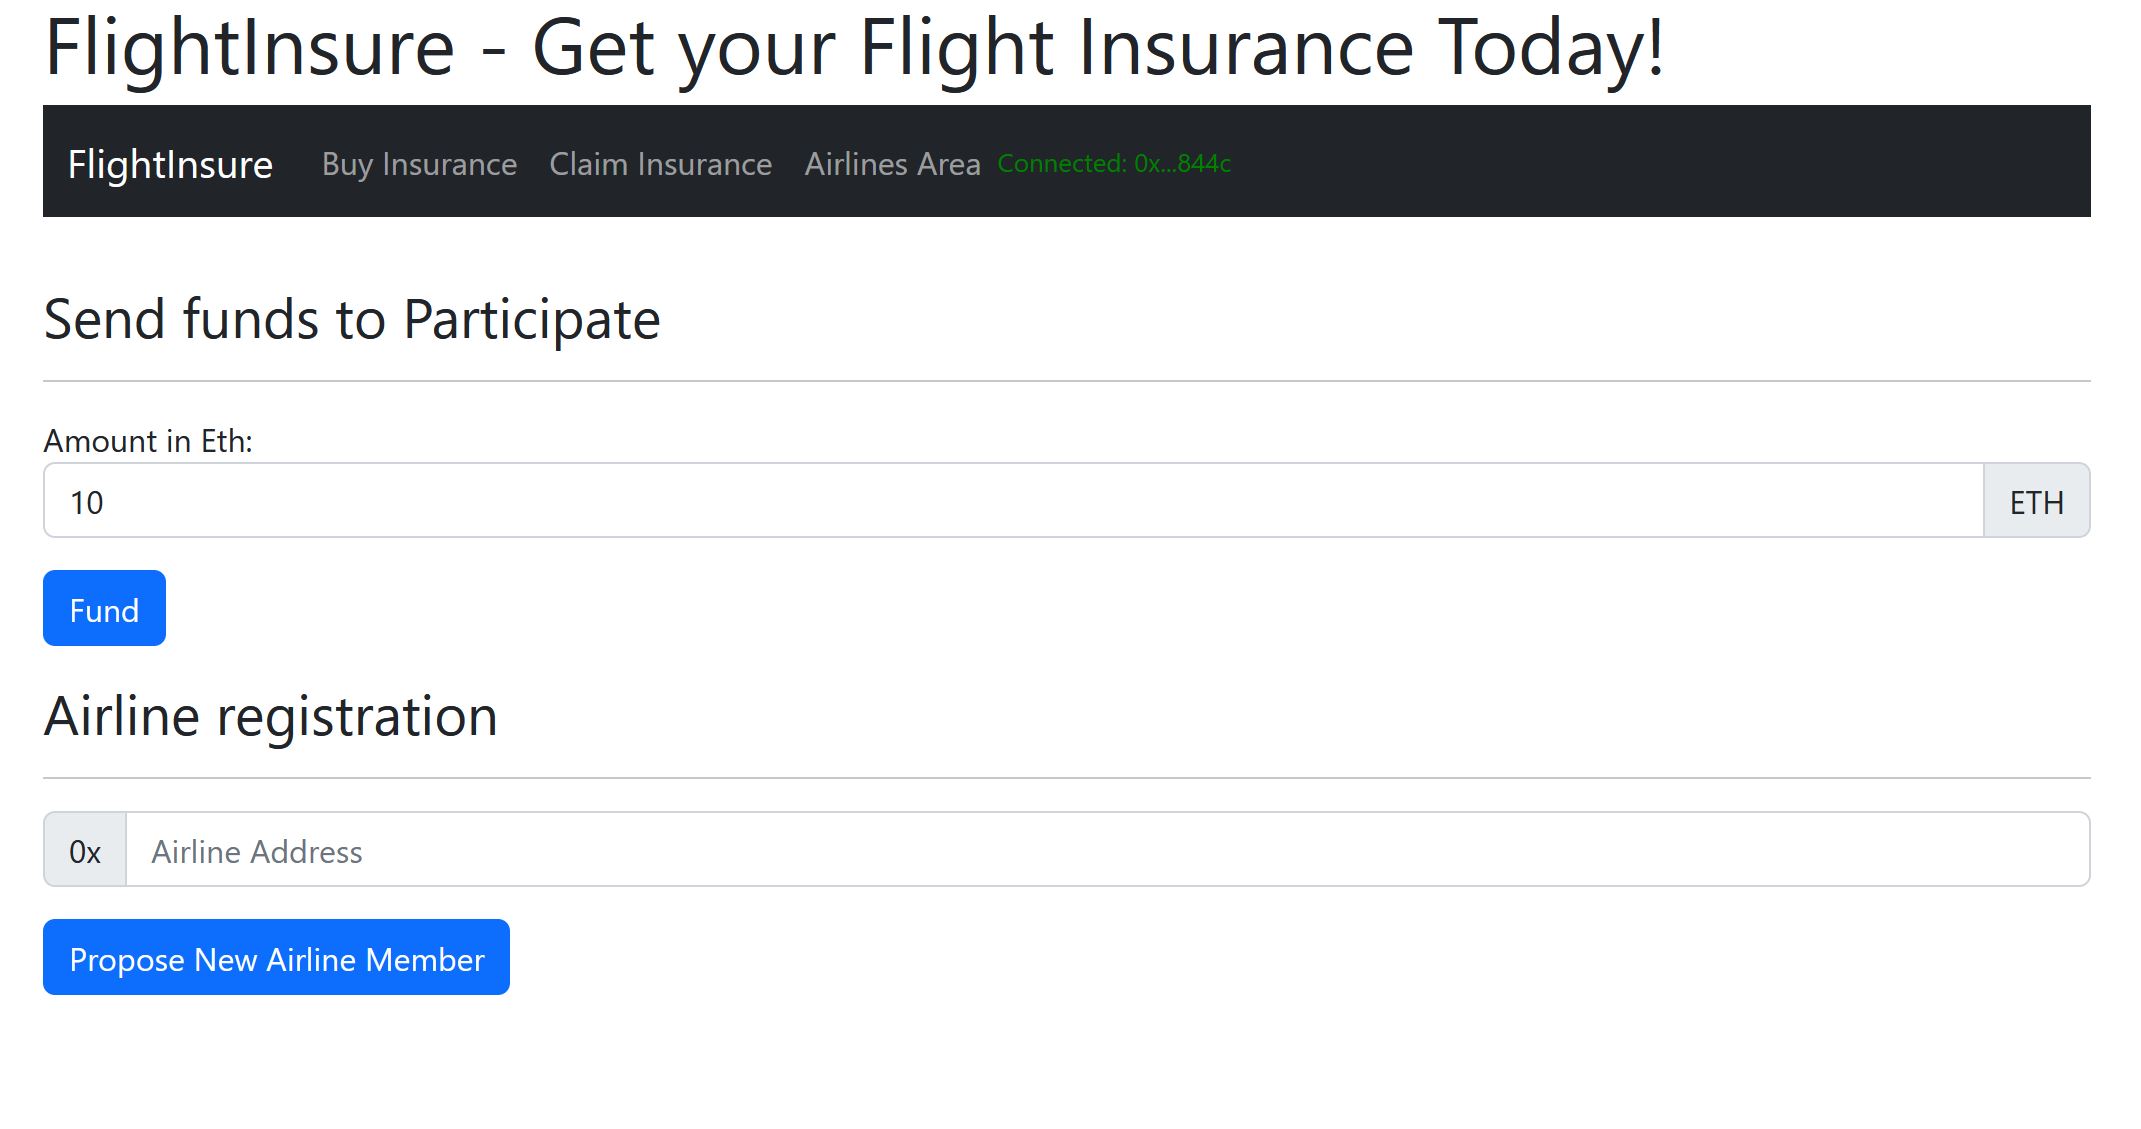 FlightInsure - Get your Flight Insurance Today!
FlightInsure Buy Insurance Claim Insurance Airlines Area Connected: 0x...844c
Send funds to Participate
Amount in Eth:
10 ETH
Fund
Airline registration
0x Airline Address
Propose New Airline Member